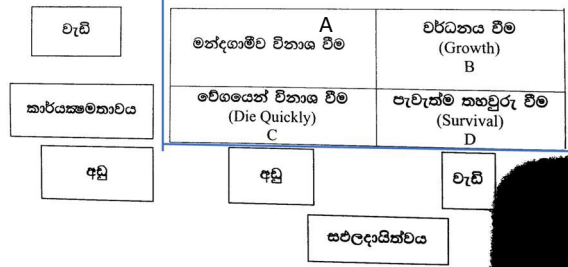 වැඩි
A
මන්දගාමීව විනාශ වීම
වර්ධනය වීම
(Growth)
B
කාර්යක්‍ෂමතාවය
වේගයෙන් විනාශ වීම
(Die Quickly)
C
පැවැත්ම තහවුරු වීම
(Survival)
D
අඩු
අඩු
වැඩි
සඵලදායිත්වය